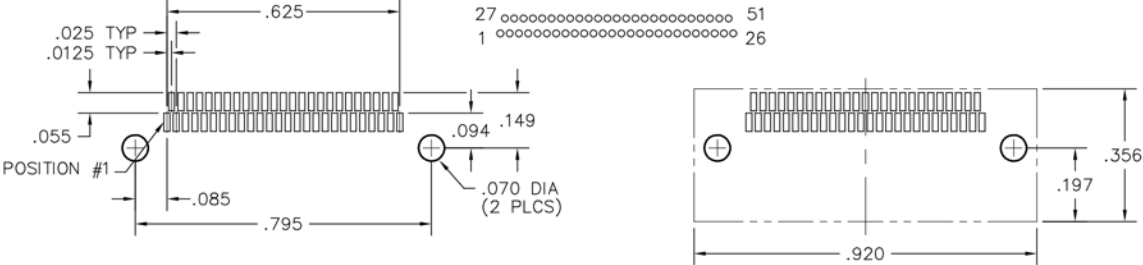 .625
27 51
1 26
.025 TYP
.0125 TYP
.055
.094 .149
POSITION #1
.085
.070 DIA
(2 PLCS)
.795
.356
.197
.920